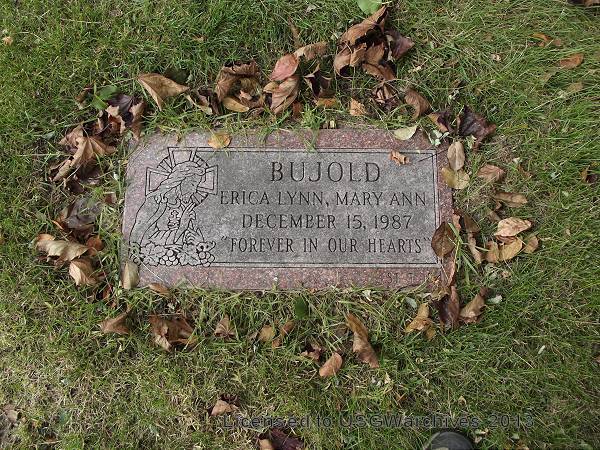 BUJOLD
ERICA LYNN, MARY ANN
DECEMBER 15, 1987
"FOREVER IN OUR HEARTS"
Licensed to USGWarchives 2013